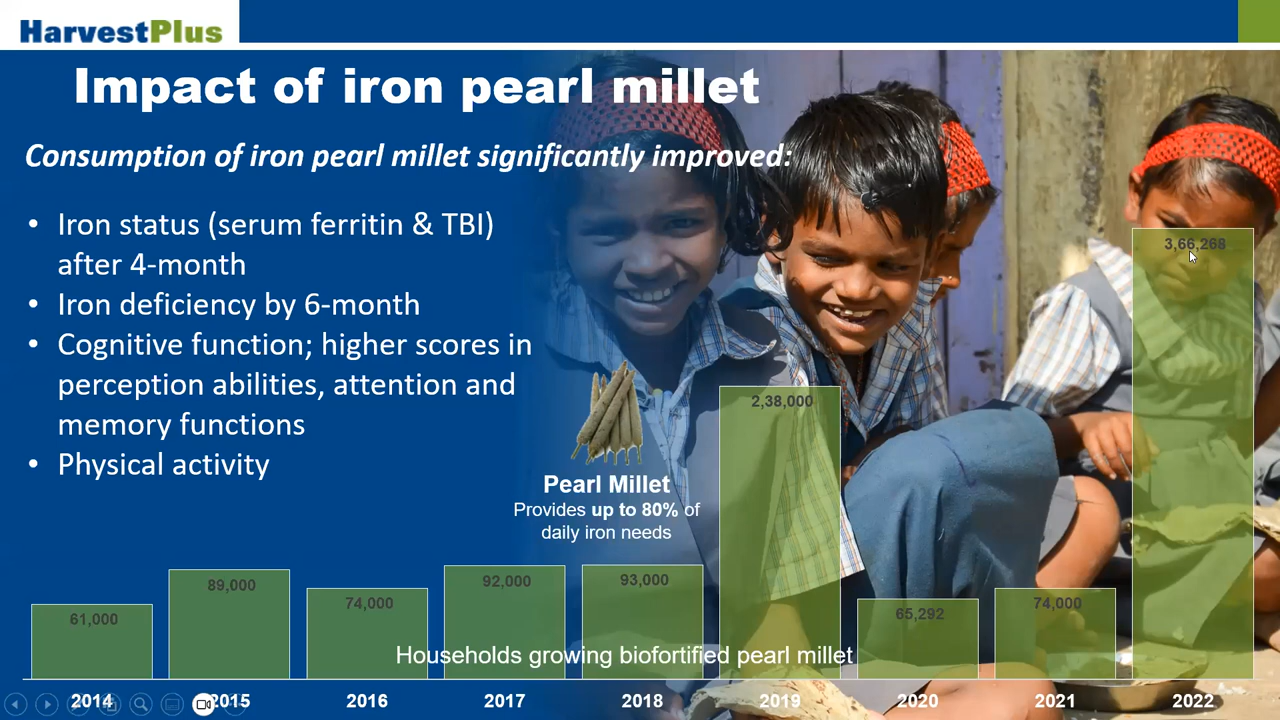 HarvestPlus
Impact of iron pearl millet
Consumption of iron pearl millet significantly improved:
• Iron status (serum ferritin & TBI)
after 4-month
• Iron deficiency by 6-month
• Cognitive function; higher scores in
perception abilities, attention and
memory functions
• Physical activity
Pearl Millet
Provides up to 80% of
daily iron needs
61,000
89,000
74,000
92,000
93,000
2,38,000
65,292
74,000
3,66,268
Households growing biofortified pearl millet
2014 2015 2016 2017 2018 2019 2020 2021 2022